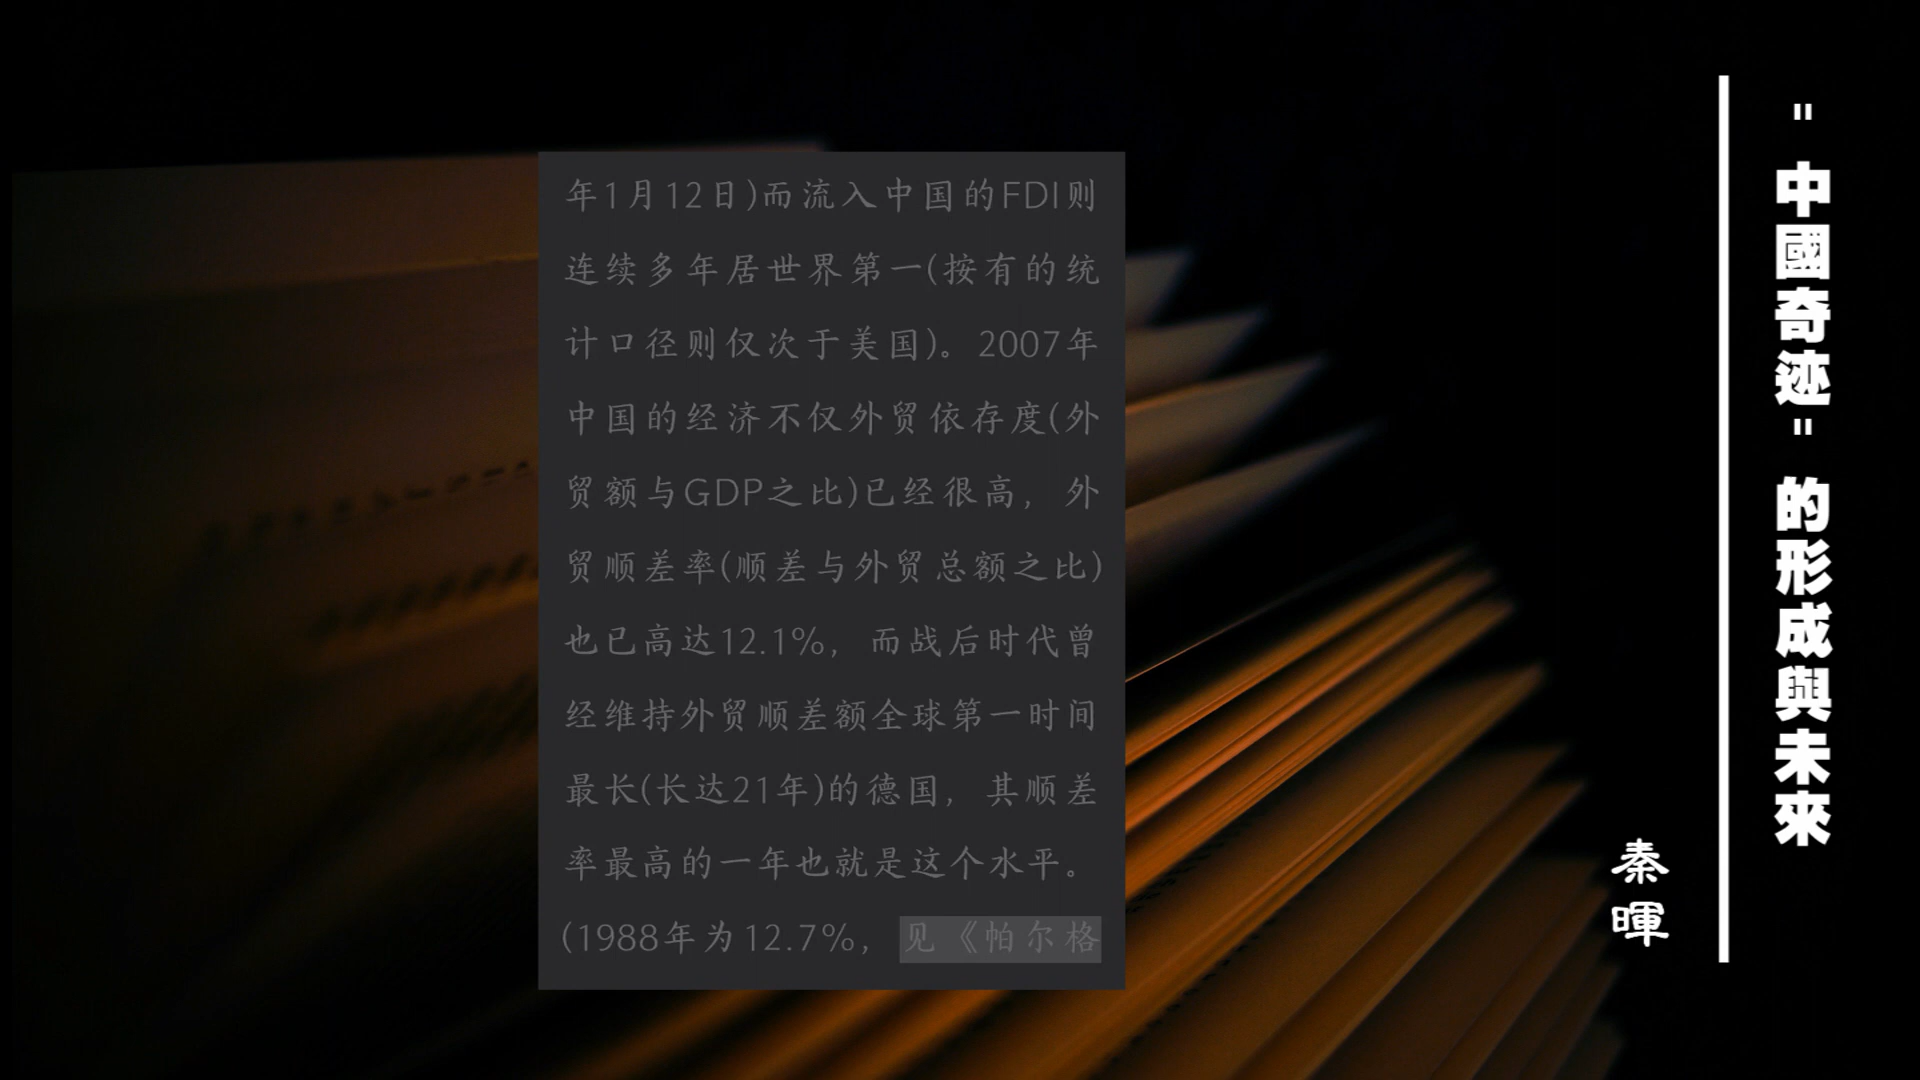 年1月12日)而流入中国的FDI则
连续多年居世界第一(按有的统
计口径则仅次于美国)。2007年
中国的经济不仅外贸依存度(外
贸额与GDP之比)已经很高，外
贸顺差率(顺差与外贸总额之比)
也已高达12.1%，而战后时代曾
经维持外贸顺差额全球第一时间
最长(长达21年)的德国，其顺差
率最高的一年也就是这个水平。
(1988年为12.7%，见《帕尔格
"中國奇迹"的形成與未來
秦暉